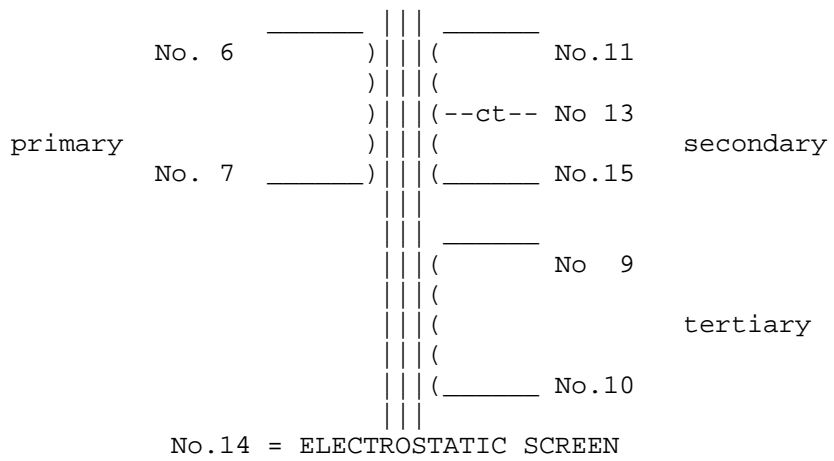 No. 6 No.11
--ct-- No 13
primary secondary
No. 7 No.15
No 9
tertiary
No.10
No.14 = ELECTROSTATIC SCREEN